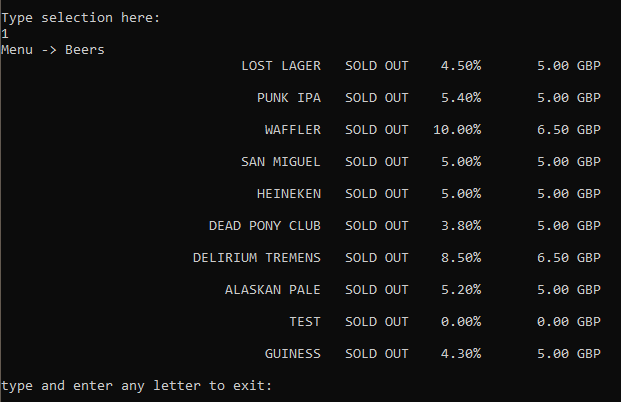 Type selection here:
1
Menu -> Beers
LOST LAGER SOLD OUT 4.50% 5.00 GBP
PUNK IPA SOLD OUT 5.40% 5.00 GBP
WAFFLER SOLD OUT 10.00% 6.50 GBP
SAN MIGUEL SOLD OUT 5.00% 5.00 GBP
HEINEKEN SOLD OUT 5.00% 5.00 GBP
DEAD PONY CLUB SOLD OUT 3.80% 5.00 GBP
DELIRIUM TREMENS SOLD OUT 8.50% 6.50 GBP
ALASKAN PALE SOLD OUT 5.20% 5.00 GBP
TEST SOLD OUT 0.00% 0.00 GBP
GUINESS SOLD OUT 4.30% 5.00 GBP
type and enter any letter to exit: